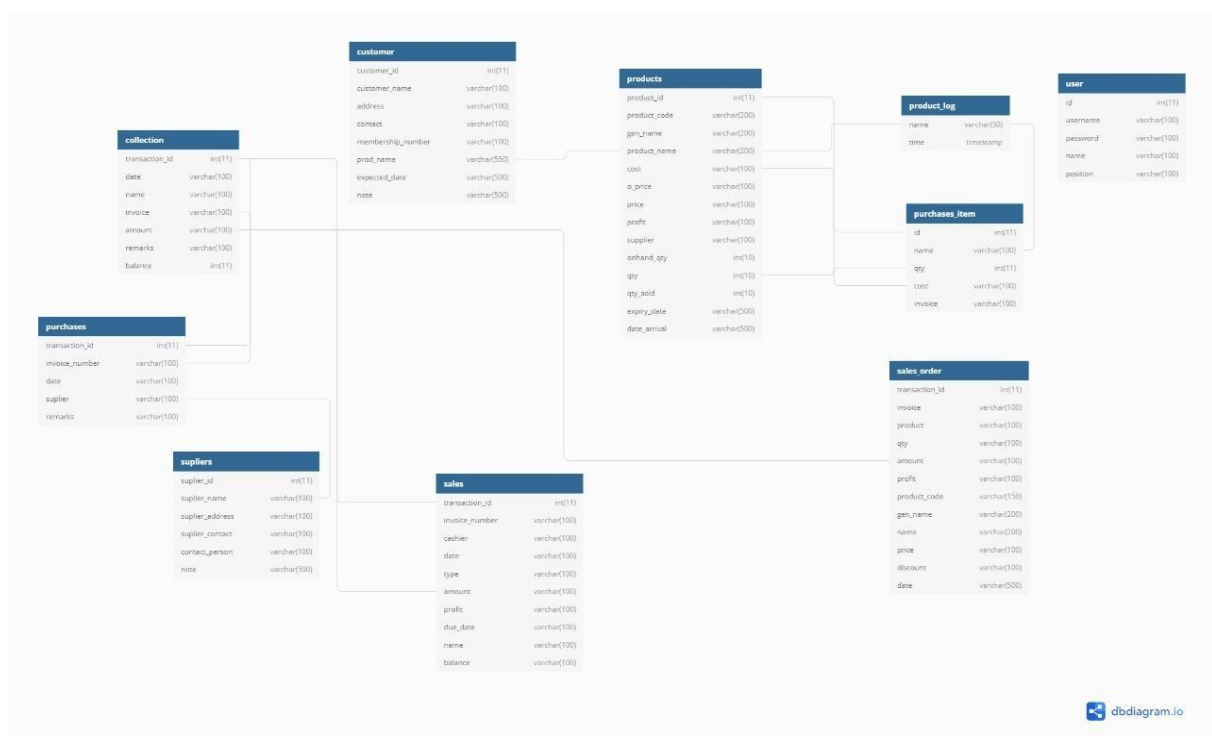 customer
customer_id int(11)
customer_name varchar(100)
address varchar(100)
contact varchar(100)
membership_number varchar(100)
prod_name varchar(550)
expected_date varchar(500)
note varchar(500)
products
product_id int(11)
product_code varchar(200)
gen_name varchar(200)
product_name varchar(200)
cost varchar(100)
o_price varchar(100)
price varchar(100)
profit varchar(100)
supplier varchar(100)
onhand_qty int(10)
qty int(10)
qty_sold int(10)
expiry_date varchar(500)
date_arrival varchar(500)
user
id int(11)
username varchar(100)
password varchar(100)
name varchar(100)
position varchar(100)
product_log
name varchar(50)
time timestamp
collection
transaction_id int(11)
date varchar(100)
name varchar(100)
invoice varchar(100)
amount varchar(100)
remarks varchar(100)
balance int(11)
purchases_item
id int(11)
name varchar(100)
qty int(11)
cost varchar(100)
invoice varchar(100)
purchases
transaction_id int(11)
invoice_number varchar(100)
date varchar(100)
suplier varchar(100)
remarks varchar(100)
sales_order
transaction_id int(11)
invoice varchar(100)
product varchar(100)
qty varchar(100)
amount varchar(100)
profit varchar(100)
product_code varchar(150)
gen_name varchar(200)
name varchar(200)
price varchar(100)
discount varchar(100)
date varchar(500)
supliers
suplier_id int(11)
suplier_name varchar(100)
suplier_address varchar(100)
suplier_contact varchar(100)
contact_person varchar(100)
note varchar(500)
sales
transaction_id int(11)
invoice_number varchar(100)
cashier varchar(100)
date varchar(100)
type varchar(100)
amount varchar(100)
profit varchar(100)
due_date varchar(100)
name varchar(100)
balance varchar(100)
dbdiagram.io